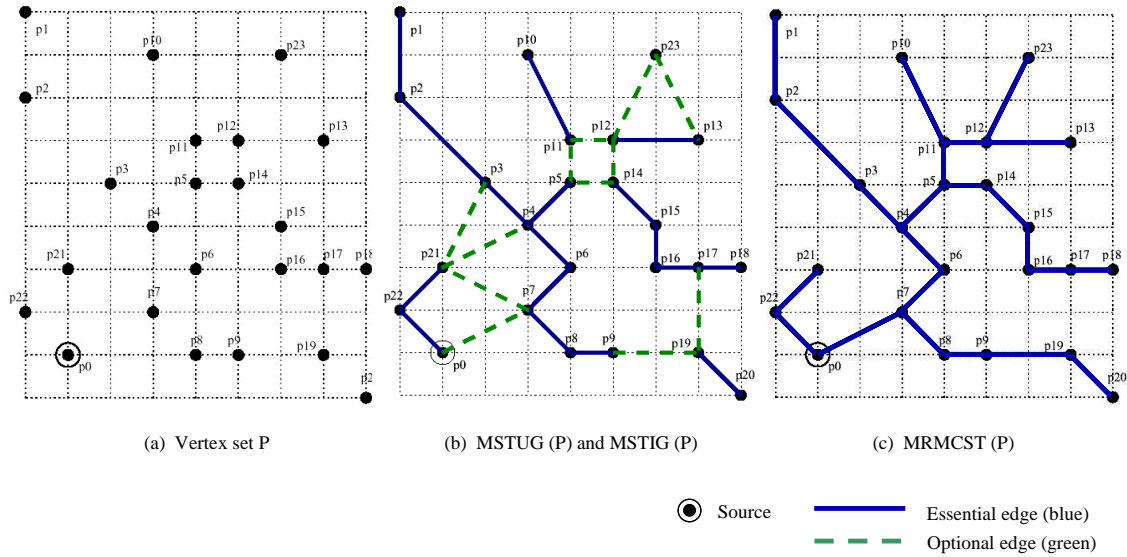 p1
p10
p23
p2
p12
p13
p11
p3
p5
p14
p4
p15
p21
p6
p16
p17
p18
p22
p7
p8
p9
p19
p0
p2
p1
p10
p23
p2
p12
p13
p11
p3
p5
p14
p4
p15
p21
p6
p16
p17
p18
p22
p7
p8
p9
p19
p0
p20
p1
p10
p23
p2
p12
p13
p11
p3
p5
p14
p4
p15
p21
p6
p16
p17
p18
p22
p7
p8
p9
p19
p0
p20
(a) Vertex set P
(b) MSTUG (P) and MSTIG (P)
(c) MRMCST (P)
Source
Essential edge (blue)
Optional edge (green)